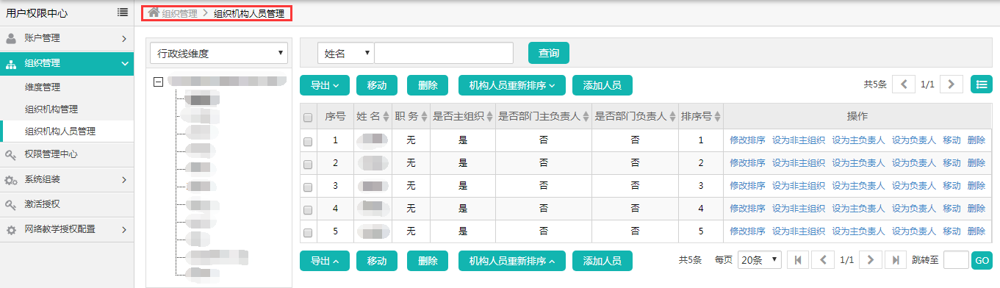 用户权限中心
账户管理
组织管理
维度管理
组织机构管理
组织机构人员管理
权限管理中心
系统组装
激活授权
网络教学授权配置
组织管理 组织机构人员管理
行政线维度
姓名 查询
导出 移动 删除 机构人员重新排序 添加人员 共5条 1/1
序号 姓 名 职 务 是否主组织 是否部门主负责人 是否部门负责人 排序号 操作
1 无 是 否 否 1 修改排序 设为非主组织 设为主负责人 设为负责人 移动 删除
2 无 是 否 否 2 修改排序 设为非主组织 设为主负责人 设为负责人 移动 删除
3 无 是 否 否 3 修改排序 设为非主组织 设为主负责人 设为负责人 移动 删除
4 无 是 否 否 4 修改排序 设为非主组织 设为主负责人 设为负责人 移动 删除
5 无 是 否 否 5 修改排序 设为非主组织 设为主负责人 设为负责人 移动 删除
导出 移动 删除 机构人员重新排序 添加人员 共5条 每页 20条 1/1 跳转至 GO